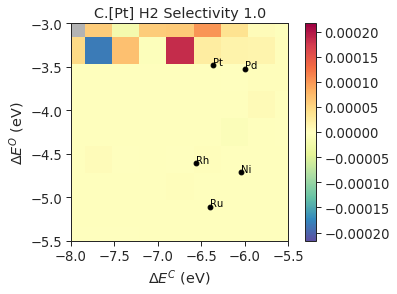 C.[Pt] H2 Selectivity 1.0
−3.0
−3.5
−4.0
−4.5
−5.0
−5.5
ΔE^O (eV)
Pt
Pd
Rh
Ni
Ru
−8.0 −7.5 −7.0 −6.5 −6.0 −5.5
ΔE^C (eV)
0.00020
0.00015
0.00010
0.00005
0.00000
−0.00005
−0.00010
−0.00015
−0.00020